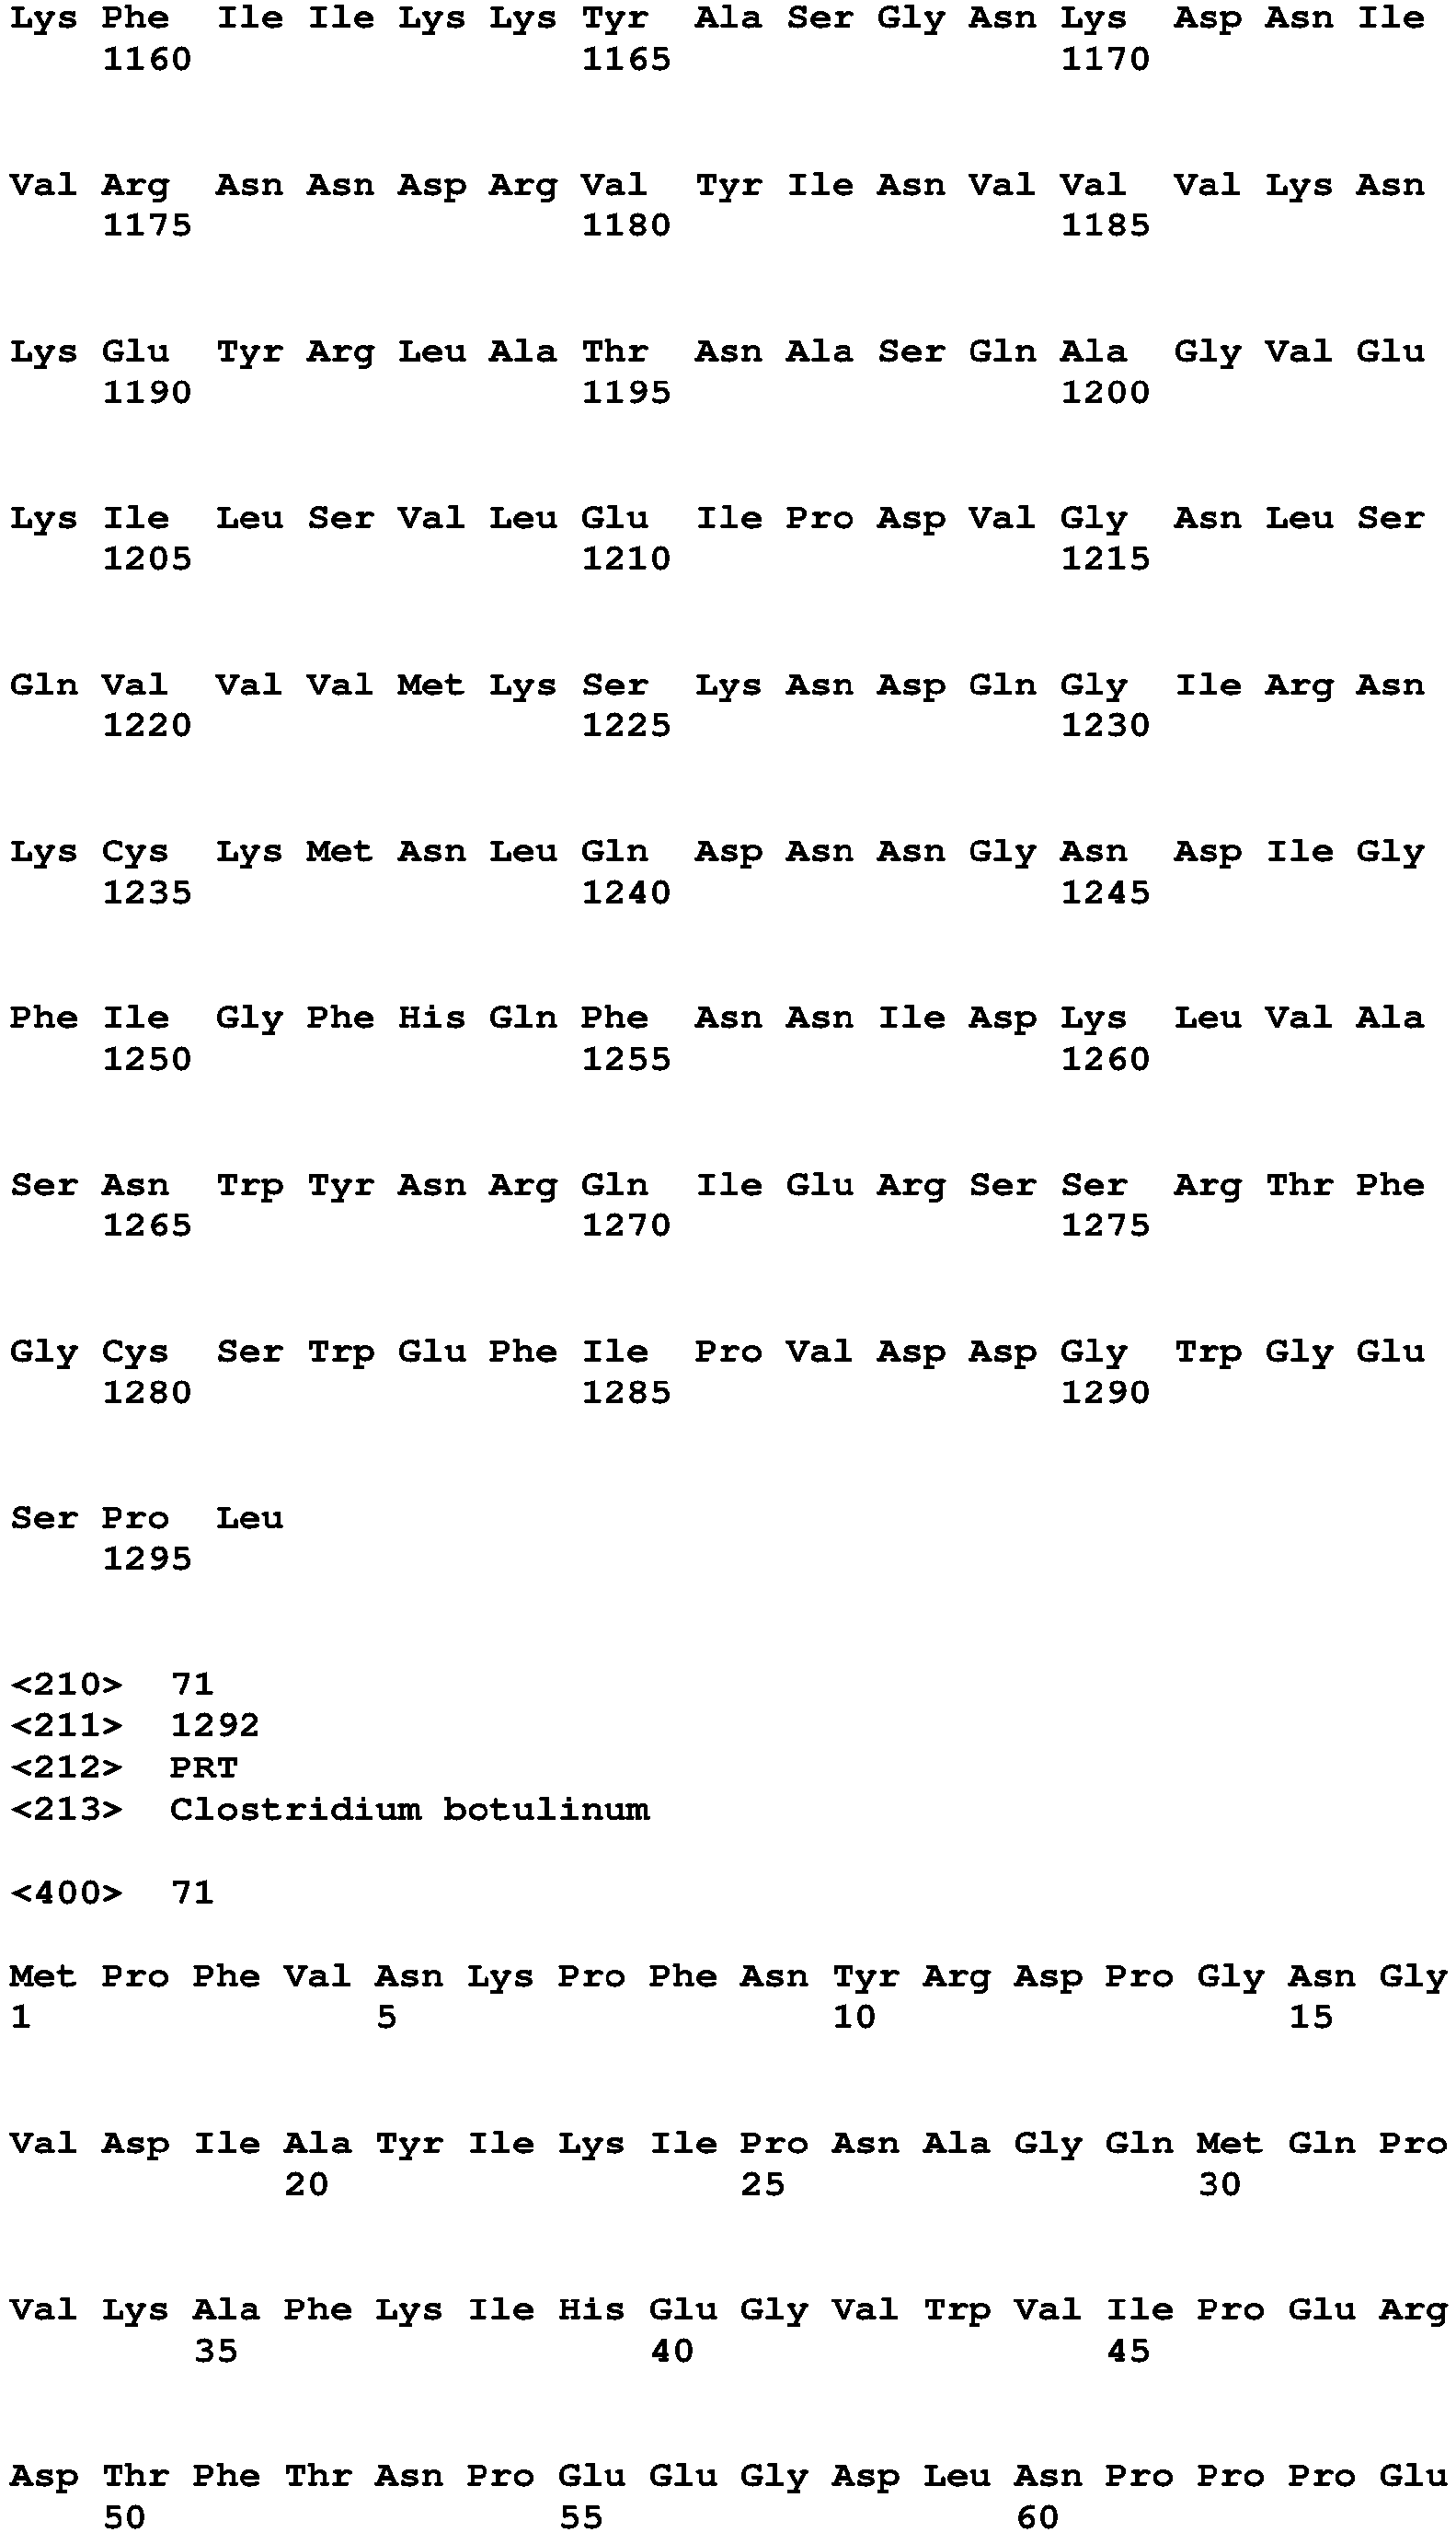 Lys Phe Ile Ile Lys Lys Tyr Ala Ser Gly Asn Lys Asp Asn Ile
1160 1165 1170
Val Arg Asn Asn Asp Arg Val Tyr Ile Asn Val Val Val Lys Asn
1175 1180 1185
Lys Glu Tyr Arg Leu Ala Thr Asn Ala Ser Gln Ala Gly Val Glu
1190 1195 1200
Lys Ile Leu Ser Val Leu Glu Ile Pro Asp Val Gly Asn Leu Ser
1205 1210 1215
Gln Val Val Val Met Lys Ser Lys Asn Asp Gln Gly Ile Arg Asn
1220 1225 1230
Lys Cys Lys Met Asn Leu Gln Asp Asn Asn Gly Asn Asp Ile Gly
1235 1240 1245
Phe Ile Gly Phe His Gln Phe Asn Asn Ile Asp Lys Leu Val Ala
1250 1255 1260
Ser Asn Trp Tyr Asn Arg Gln Ile Glu Arg Ser Ser Arg Thr Phe
1265 1270 1275
Gly Cys Ser Trp Glu Phe Ile Pro Val Asp Asp Gly Trp Gly Glu
1280 1285 1290
Ser Pro Leu
1295
<210> 71
<211> 1292
<212> PRT
<213> Clostridium botulinum
<400> 71
Met Pro Phe Val Asn Lys Pro Phe Asn Tyr Arg Asp Pro Gly Asn Gly
1 5 10 15
Val Asp Ile Ala Tyr Ile Lys Ile Pro Asn Ala Gly Gln Met Gln Pro
20 25 30
Val Lys Ala Phe Lys Ile His Glu Gly Val Trp Val Ile Pro Glu Arg
35 40 45
Asp Thr Phe Thr Asn Pro Glu Glu Gly Asp Leu Asn Pro Pro Pro Glu
50 55 60